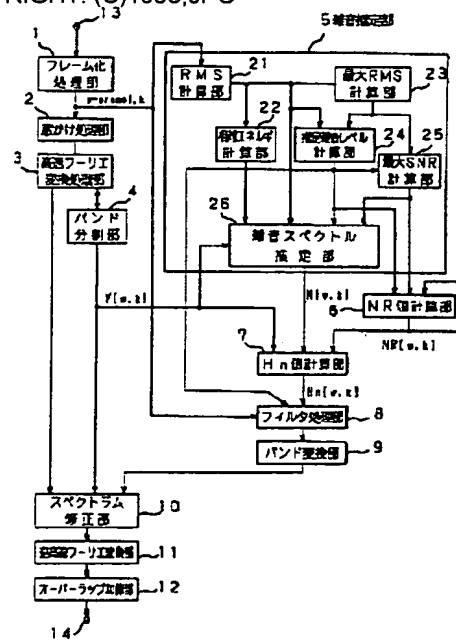 RIGHT: (C)1996,JPO
13
5 雑音推定部
1
フレーム化
処理部
y-frame j,k
2
窓かけ処理部
3
高速フーリエ
変換処理部
4
バンド
分割部
RMS
計算部
21
最大RMS
計算部
23
22
相対エネルギ
計算部
推定雑音レベル
計算部
24
25
最大SNR
計算部
26
雑音スペクトル
推定部
Y[w,k]
N[w,k]
NR値計算部
6
NR[w,k]
7
Hn値計算部
Hn[w,k]
フィルタ処理部
8
バンド変換部
9
スペクトラム
修正部
10
逆高速フーリエ変換部
11
オーバーラップ加算部
12
14